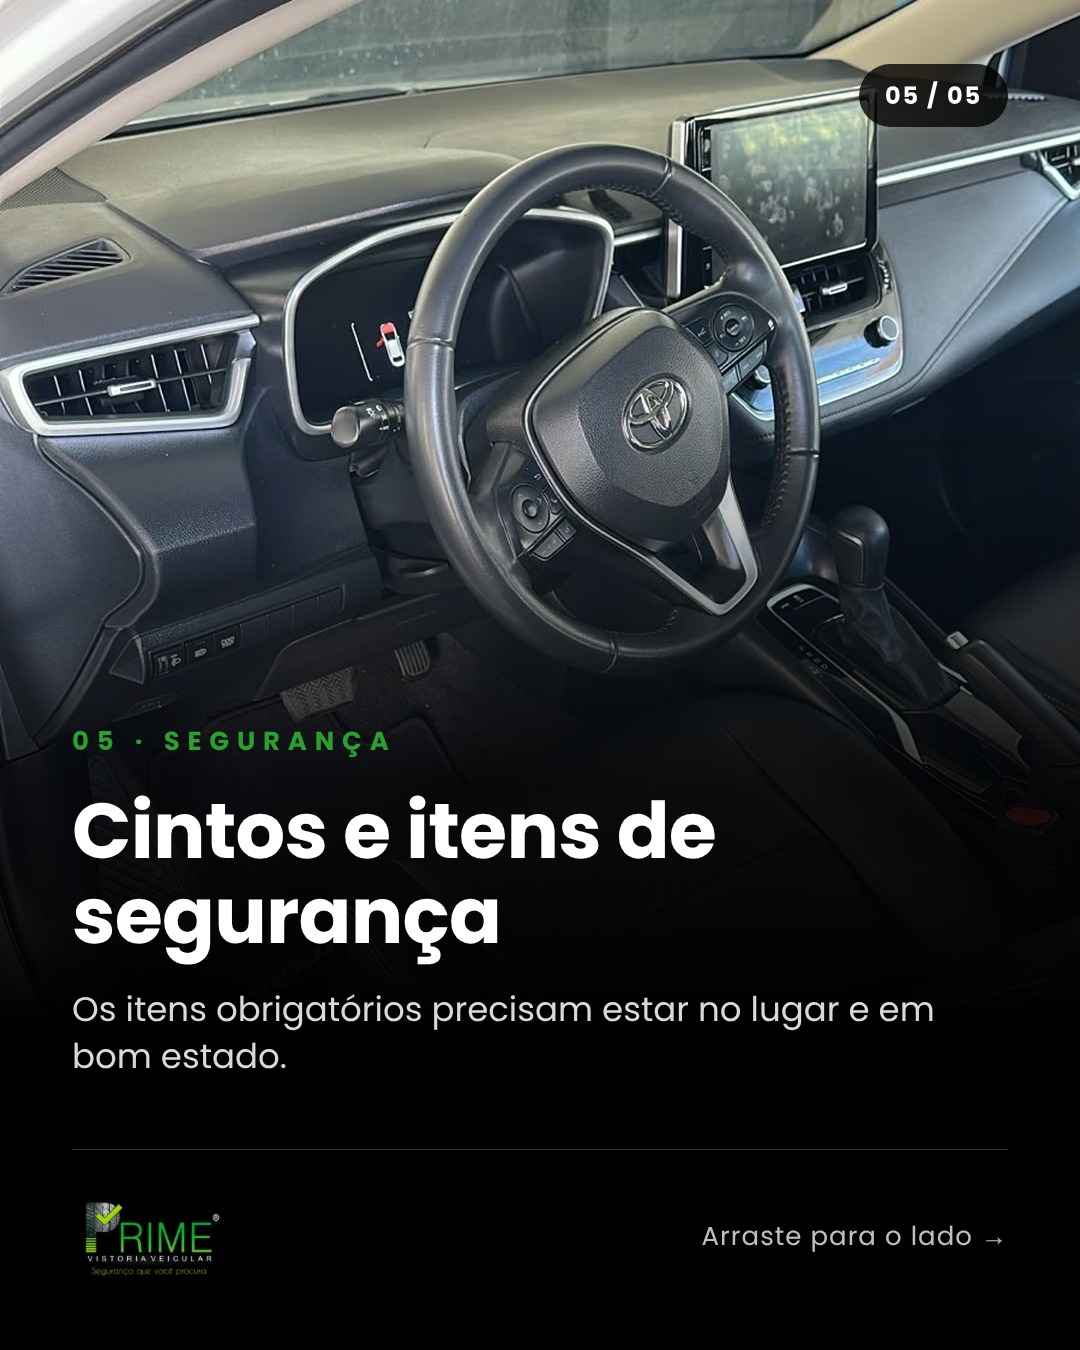 05 / 05
05 · SEGURANÇA
Cintos e itens de
segurança
Os itens obrigatórios precisam estar no lugar e em
bom estado.
PRIME®
VISTORIA VEICULAR
Segurança que você procura
Arraste para o lado →